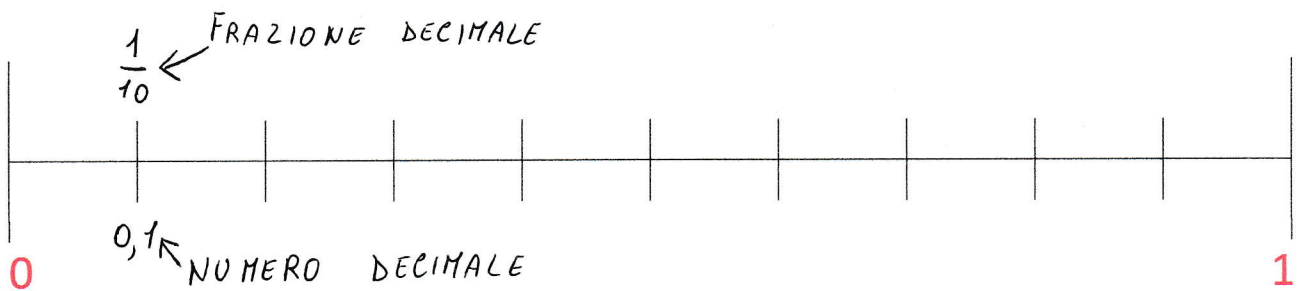 1/10 FRAZIONE DECIMALE
0,1 NUMERO DECIMALE
0 1